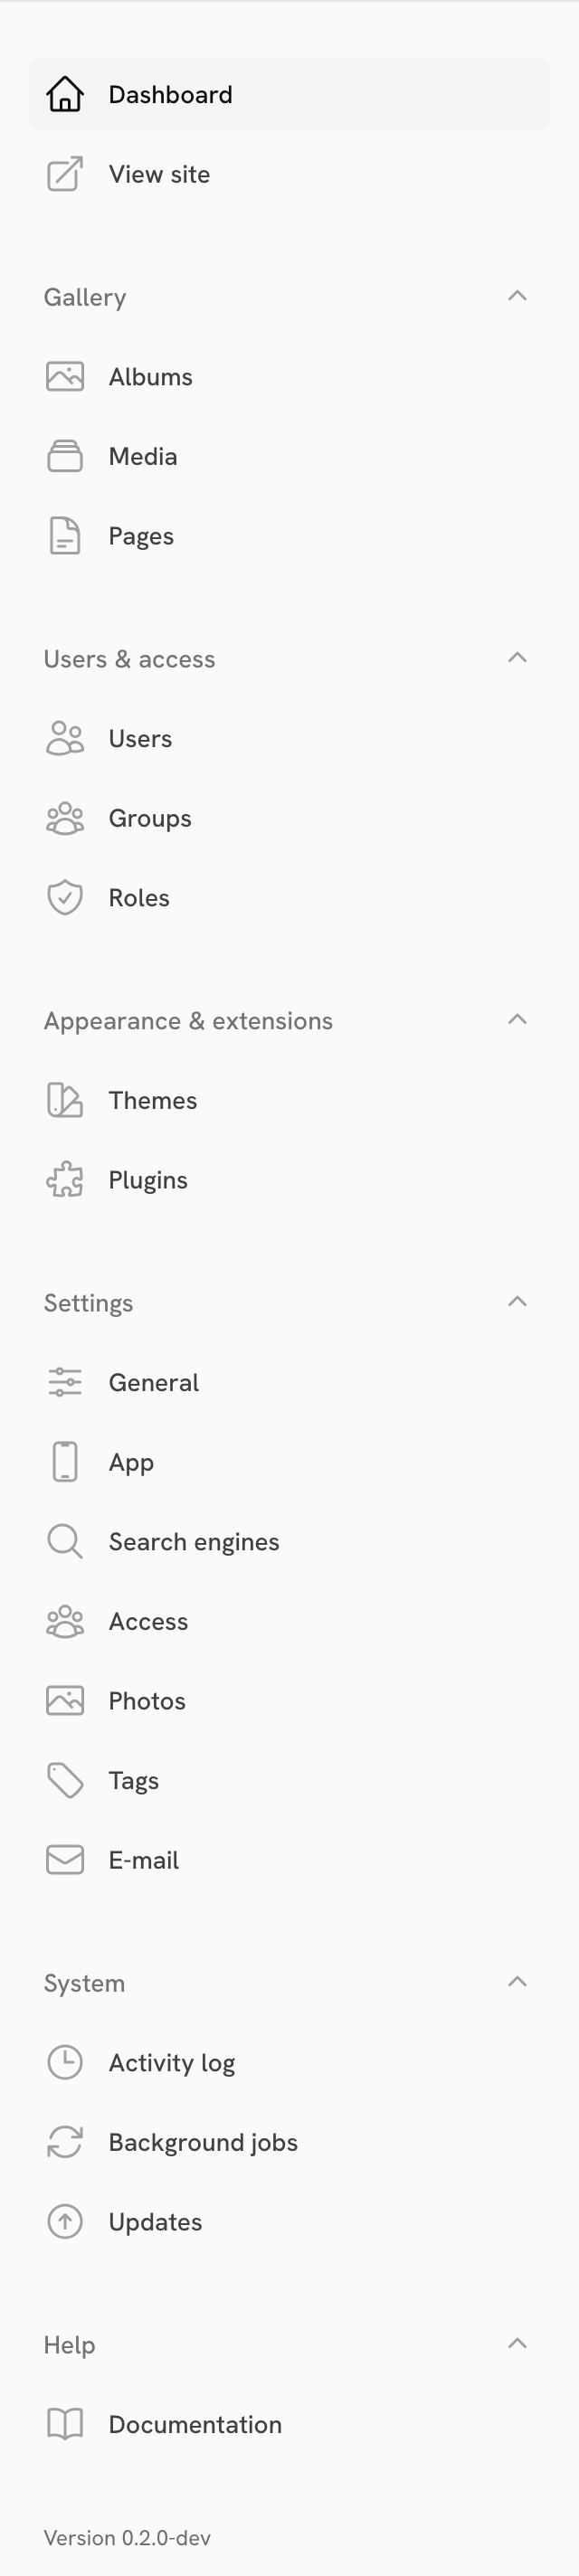 Dashboard
View site
Gallery
Albums
Media
Pages
Users & access
Users
Groups
Roles
Appearance & extensions
Themes
Plugins
Settings
General
App
Search engines
Access
Photos
Tags
E-mail
System
Activity log
Background jobs
Updates
Help
Documentation
Version 0.2.0-dev